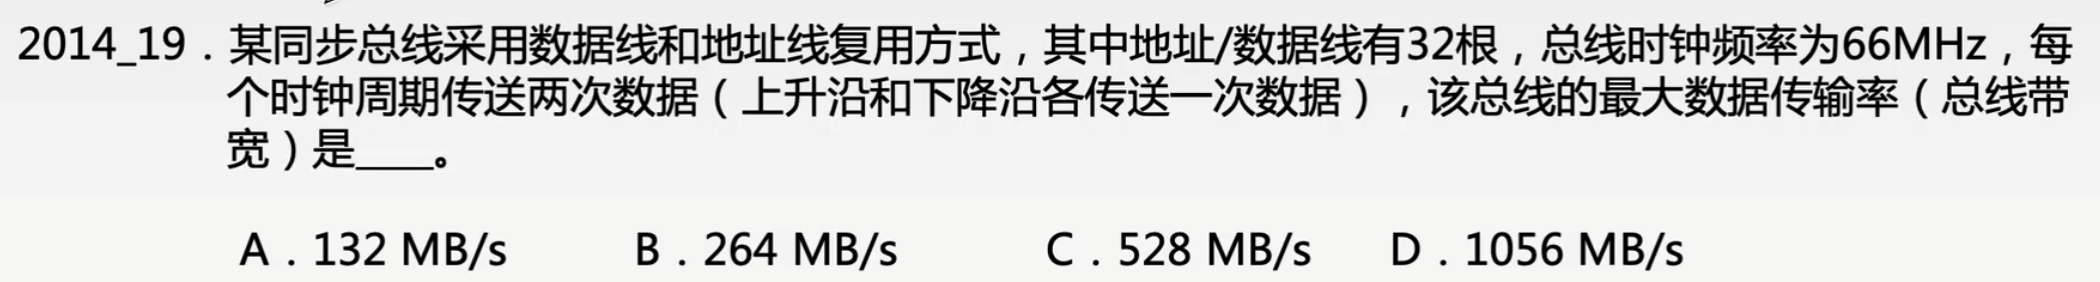 2014_19．某同步总线采用数据线和地址线复用方式，其中地址/数据线有32根，总线时钟频率为66MHz，每
个时钟周期传送两次数据（上升沿和下降沿各传送一次数据），该总线的最大数据传输率（总线带
宽）是____。
A．132 MB/s B．264 MB/s C．528 MB/s D．1056 MB/s